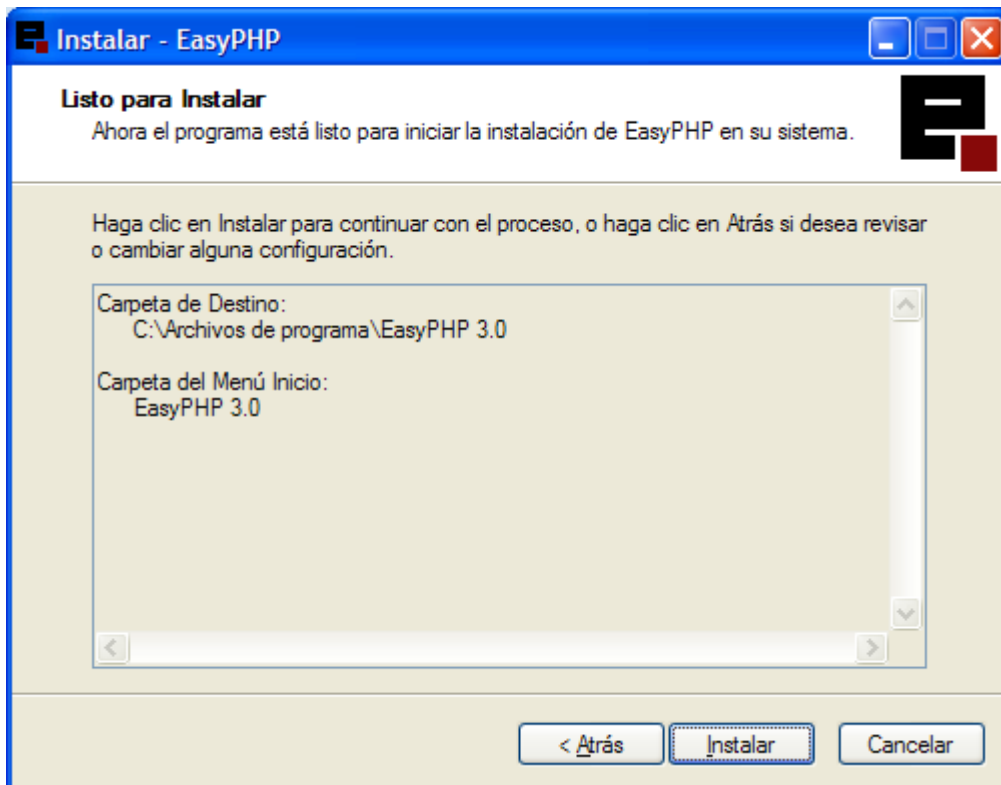 Instalar - EasyPHP
Listo para Instalar
Ahora el programa está listo para iniciar la instalación de EasyPHP en su sistema.
Haga clic en Instalar para continuar con el proceso, o haga clic en Atrás si desea revisar
o cambiar alguna configuración.
Carpeta de Destino:
C:\Archivos de programa\EasyPHP 3.0
Carpeta del Menú Inicio:
EasyPHP 3.0
< Atrás
Instalar
Cancelar